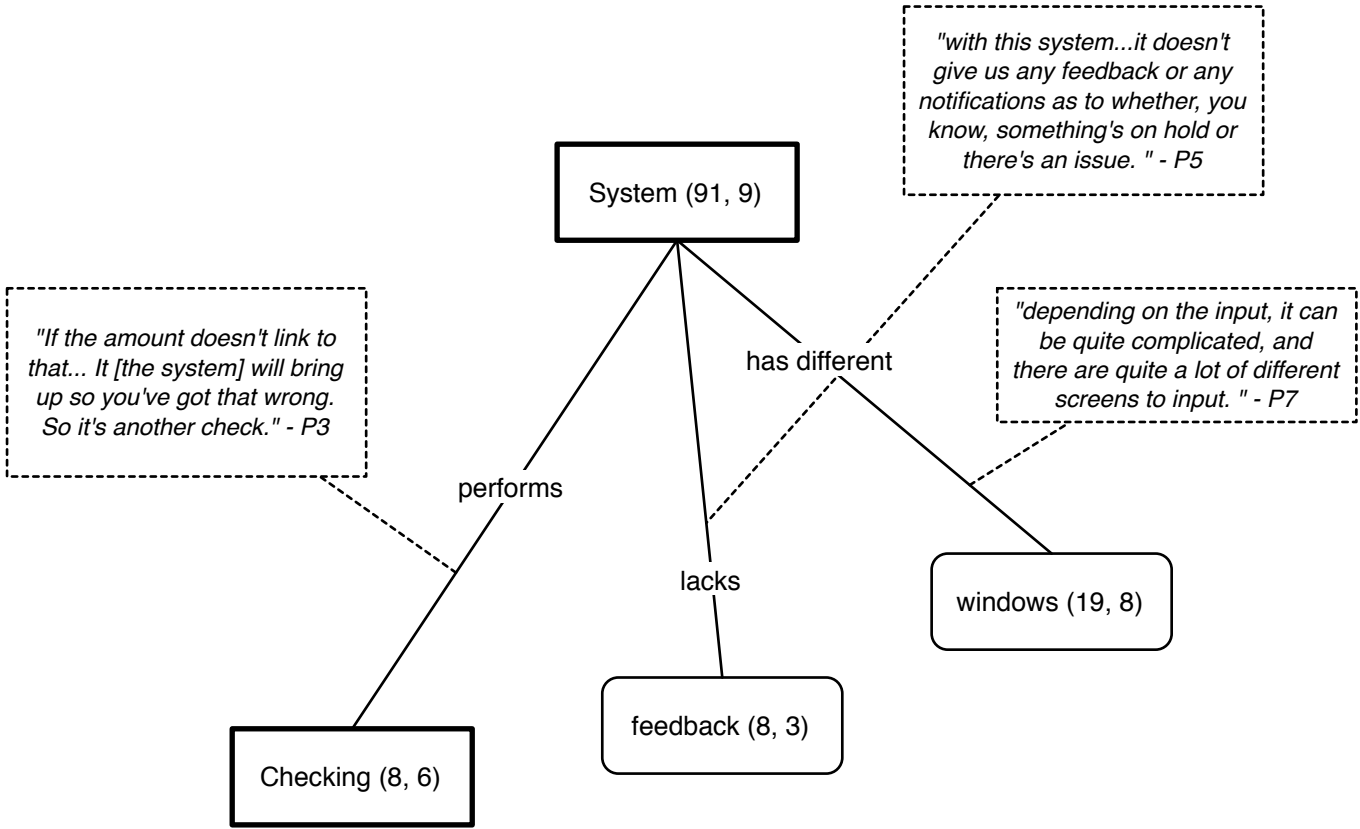 "with this system...it doesn't
give us any feedback or any
notifications as to whether, you
know, something's on hold or
there's an issue. " - P5
System (91, 9)
"If the amount doesn't link to
that... It [the system] will bring
up so you've got that wrong.
So it's another check." - P3
"depending on the input, it can
be quite complicated, and
there are quite a lot of different
screens to input. " - P7
has different
performs
lacks
windows (19, 8)
feedback (8, 3)
Checking (8, 6)